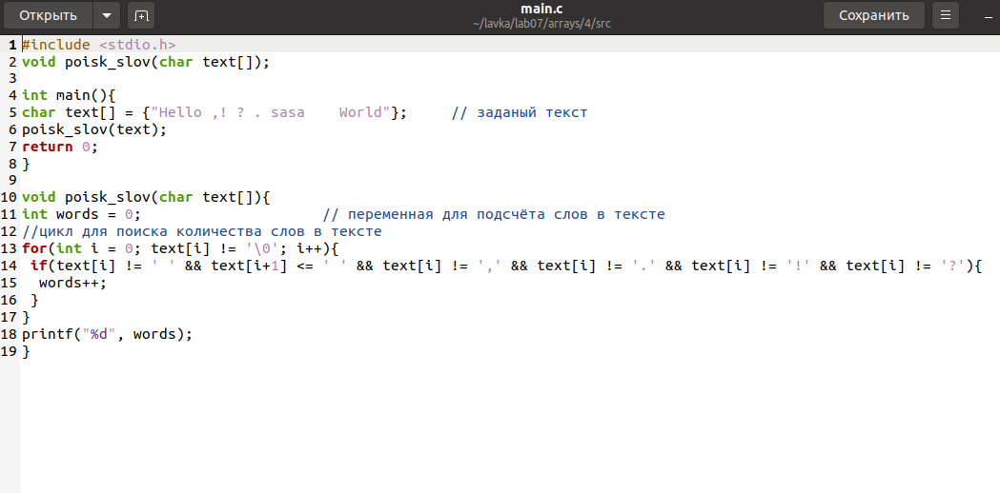 Открыть
main.c
~/lavka/lab07/arrays/4/src
Сохранить
1 #include <stdio.h>
2 void poisk_slov(char text[]);
3
4 int main(){
5 char text[] = {"Hello ,! ? . sasa    World"};     // заданый текст
6 poisk_slov(text);
7 return 0;
8 }
9
10 void poisk_slov(char text[]){
11 int words = 0;                     // переменная для подсчёта слов в тексте
12 //цикл для поиска количества слов в тексте
13 for(int i = 0; text[i] != '\0'; i++){
14  if(text[i] != ' ' && text[i+1] <= ' ' && text[i] != ',' && text[i] != '.' && text[i] != '!' && text[i] != '?'){
15   words++;
16  }
17 }
18 printf("%d", words);
19 }